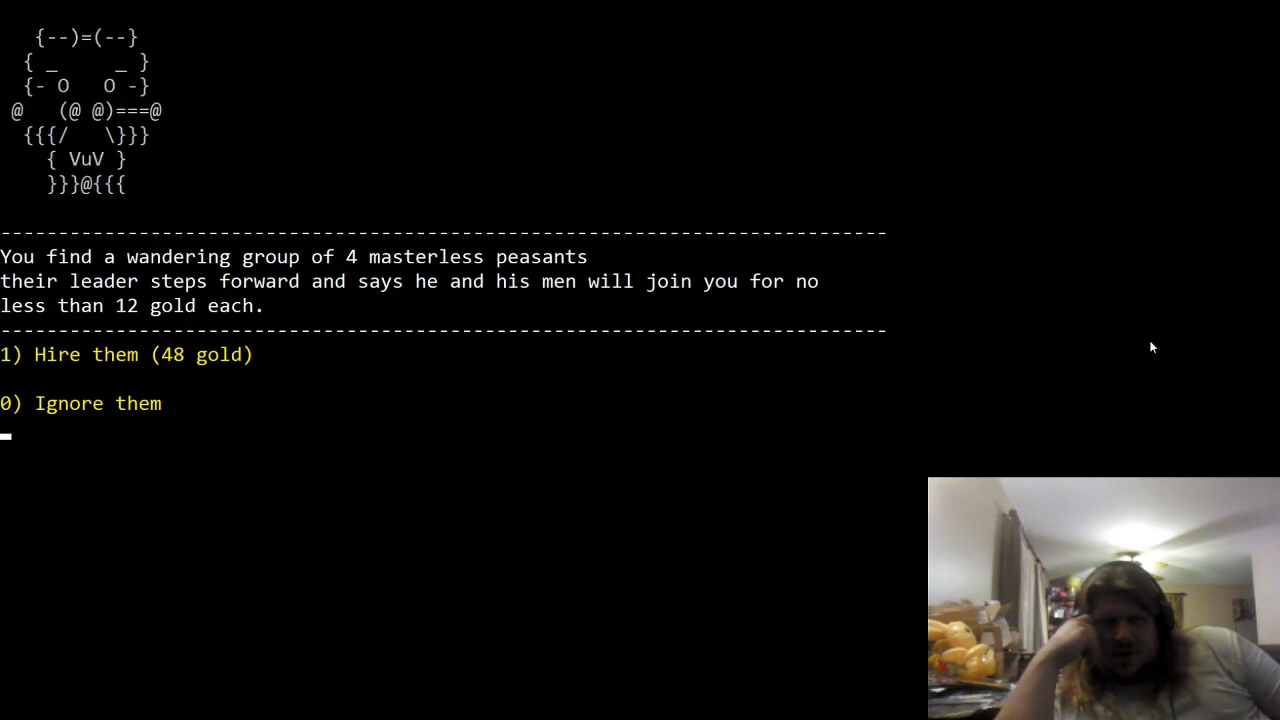 {--)=(--}
{ _     _ }
{- O   O -}
@   (@ @)===@
{{{/   \}}}
{ VuV }
}}}@{{{
-----------------------------------------------------------------------------
You find a wandering group of 4 masterless peasants
their leader steps forward and says he and his men will join you for no
less than 12 gold each.
-----------------------------------------------------------------------------
1) Hire them (48 gold)
0) Ignore them